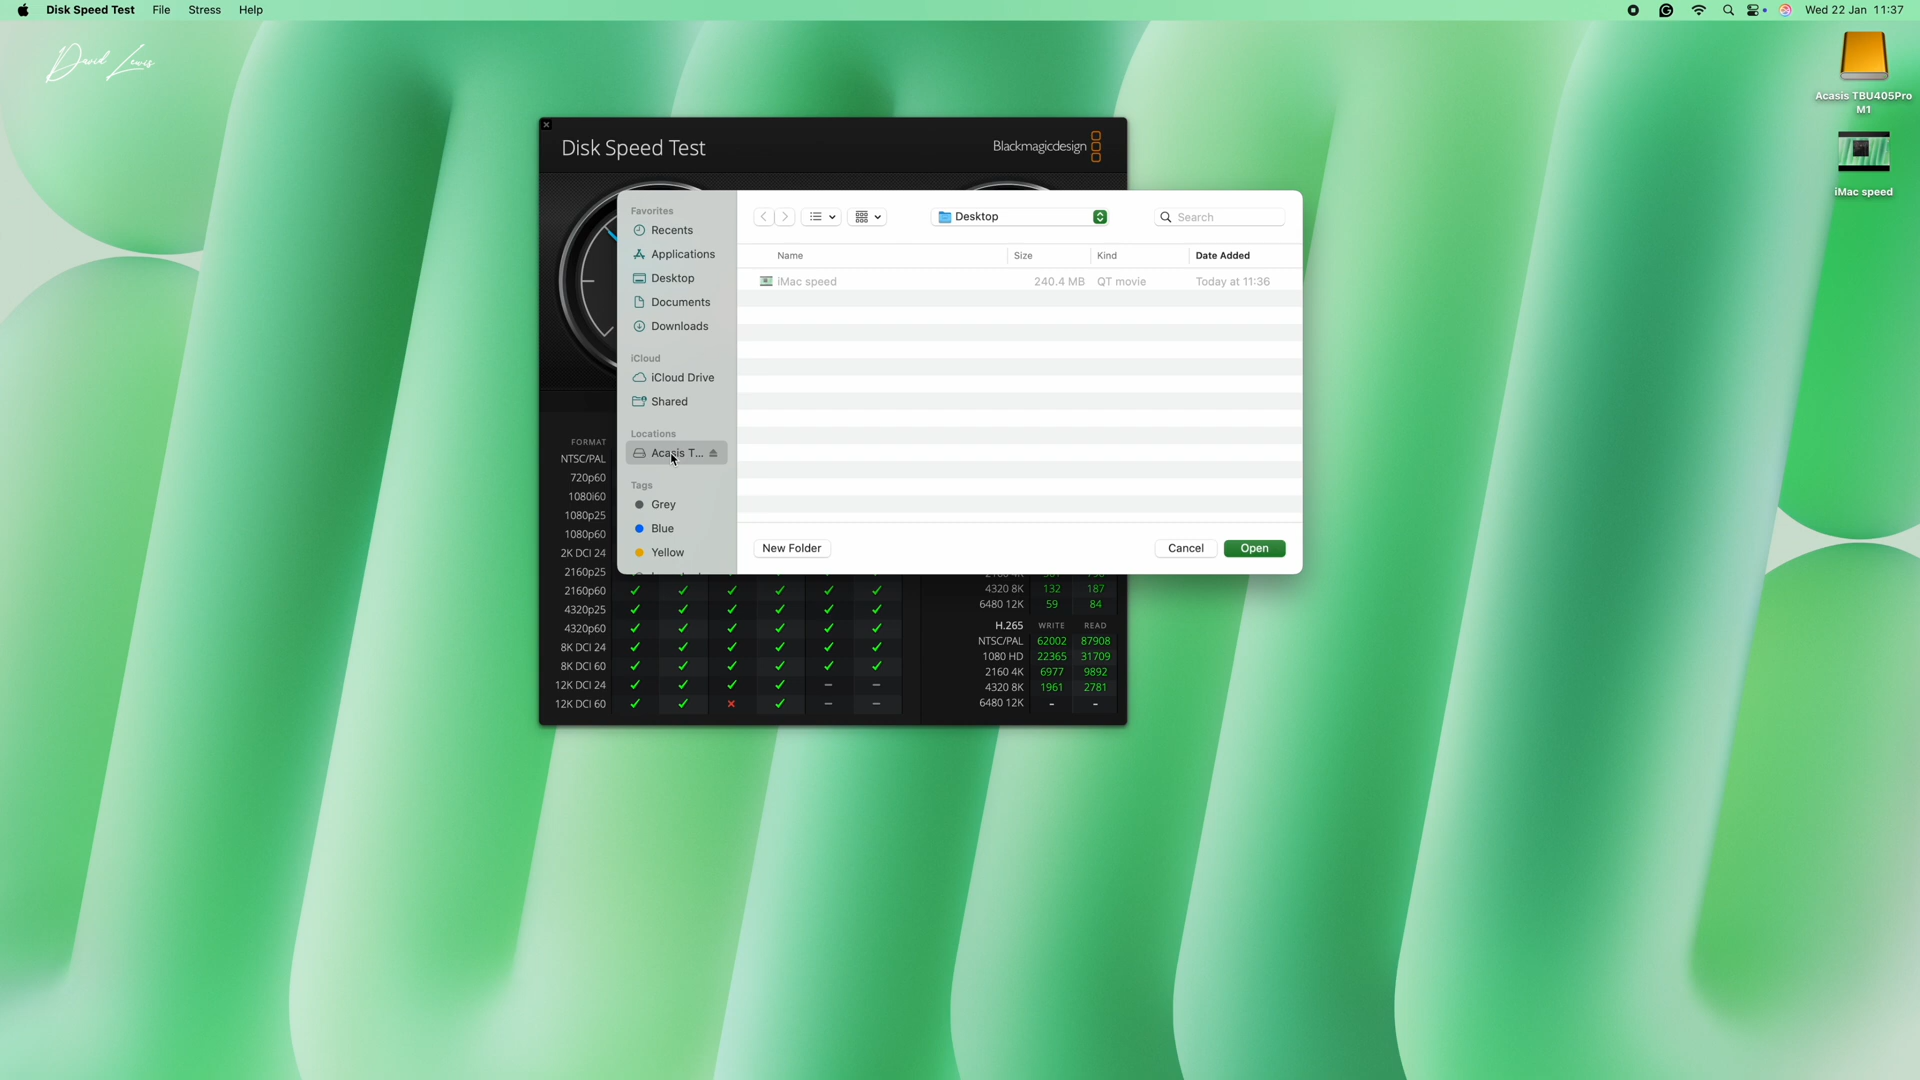 Disk Speed Test File Stress Help
Wed 22 Jan 11:37
David Lewis
Acasis TBU405Pro
M1
iMac speed
Disk Speed Test
Blackmagicdesign
Favorites
Recents
Applications
Desktop
Documents
Downloads
iCloud
iCloud Drive
Shared
Locations
Acasis T...
Tags
Grey
Blue
Yellow
Desktop
Search
Name Size Kind Date Added
iMac speed 240.4 MB QT movie Today at 11:36
New Folder Cancel Open
FORMAT
NTSC/PAL
720p60
1080i60
1080p25
1080p60
2K DCI 24
2160p25
2160p60
4320p25
4320p60
8K DCI 24
8K DCI 60
12K DCI 24
12K DCI 60
4320 8K 132 187
6480 12K 59 84
H.265 WRITE READ
NTSC/PAL 62002 87908
1080 HD 22365 31709
2160 4K 6977 9892
4320 8K 1961 2781
6480 12K - -